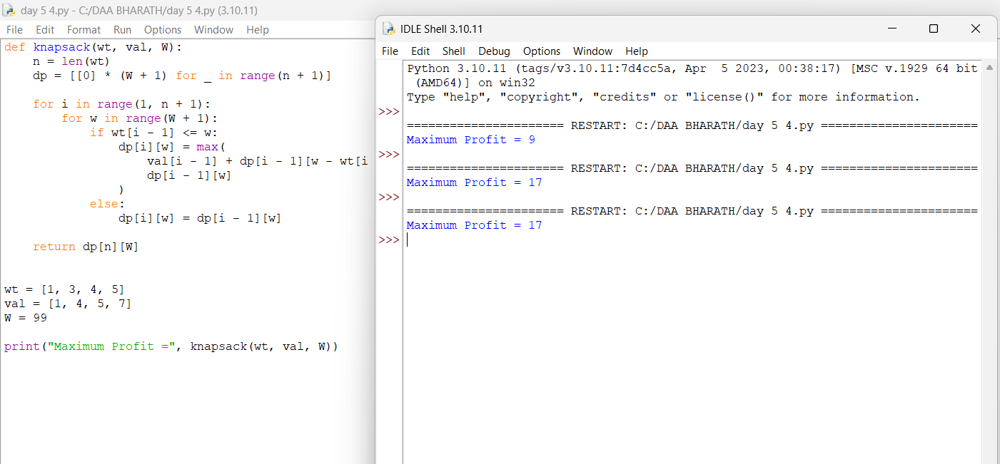 day 5 4.py - C:/DAA BHARATH/day 5 4.py (3.10.11)
File Edit Format Run Options Window Help
def knapsack(wt, val, W):
    n = len(wt)
    dp = [[0] * (W + 1) for _ in range(n + 1)]
    for i in range(1, n + 1):
        for w in range(W + 1):
            if wt[i - 1] <= w:
                dp[i][w] = max(
                    val[i - 1] + dp[i - 1][w - wt[i
                    dp[i - 1][w]
                )
            else:
                dp[i][w] = dp[i - 1][w]
    return dp[n][W]
wt = [1, 3, 4, 5]
val = [1, 4, 5, 7]
W = 99
print("Maximum Profit =", knapsack(wt, val, W))
IDLE Shell 3.10.11
File Edit Shell Debug Options Window Help
Python 3.10.11 (tags/v3.10.11:7d4cc5a, Apr  5 2023, 00:38:17) [MSC v.1929 64 bit
 (AMD64)] on win32
Type "help", "copyright", "credits" or "license()" for more information.
>>>
====================== RESTART: C:/DAA BHARATH/day 5 4.py ======================
Maximum Profit = 9
>>>
====================== RESTART: C:/DAA BHARATH/day 5 4.py ======================
Maximum Profit = 17
>>>
====================== RESTART: C:/DAA BHARATH/day 5 4.py ======================
Maximum Profit = 17
>>>